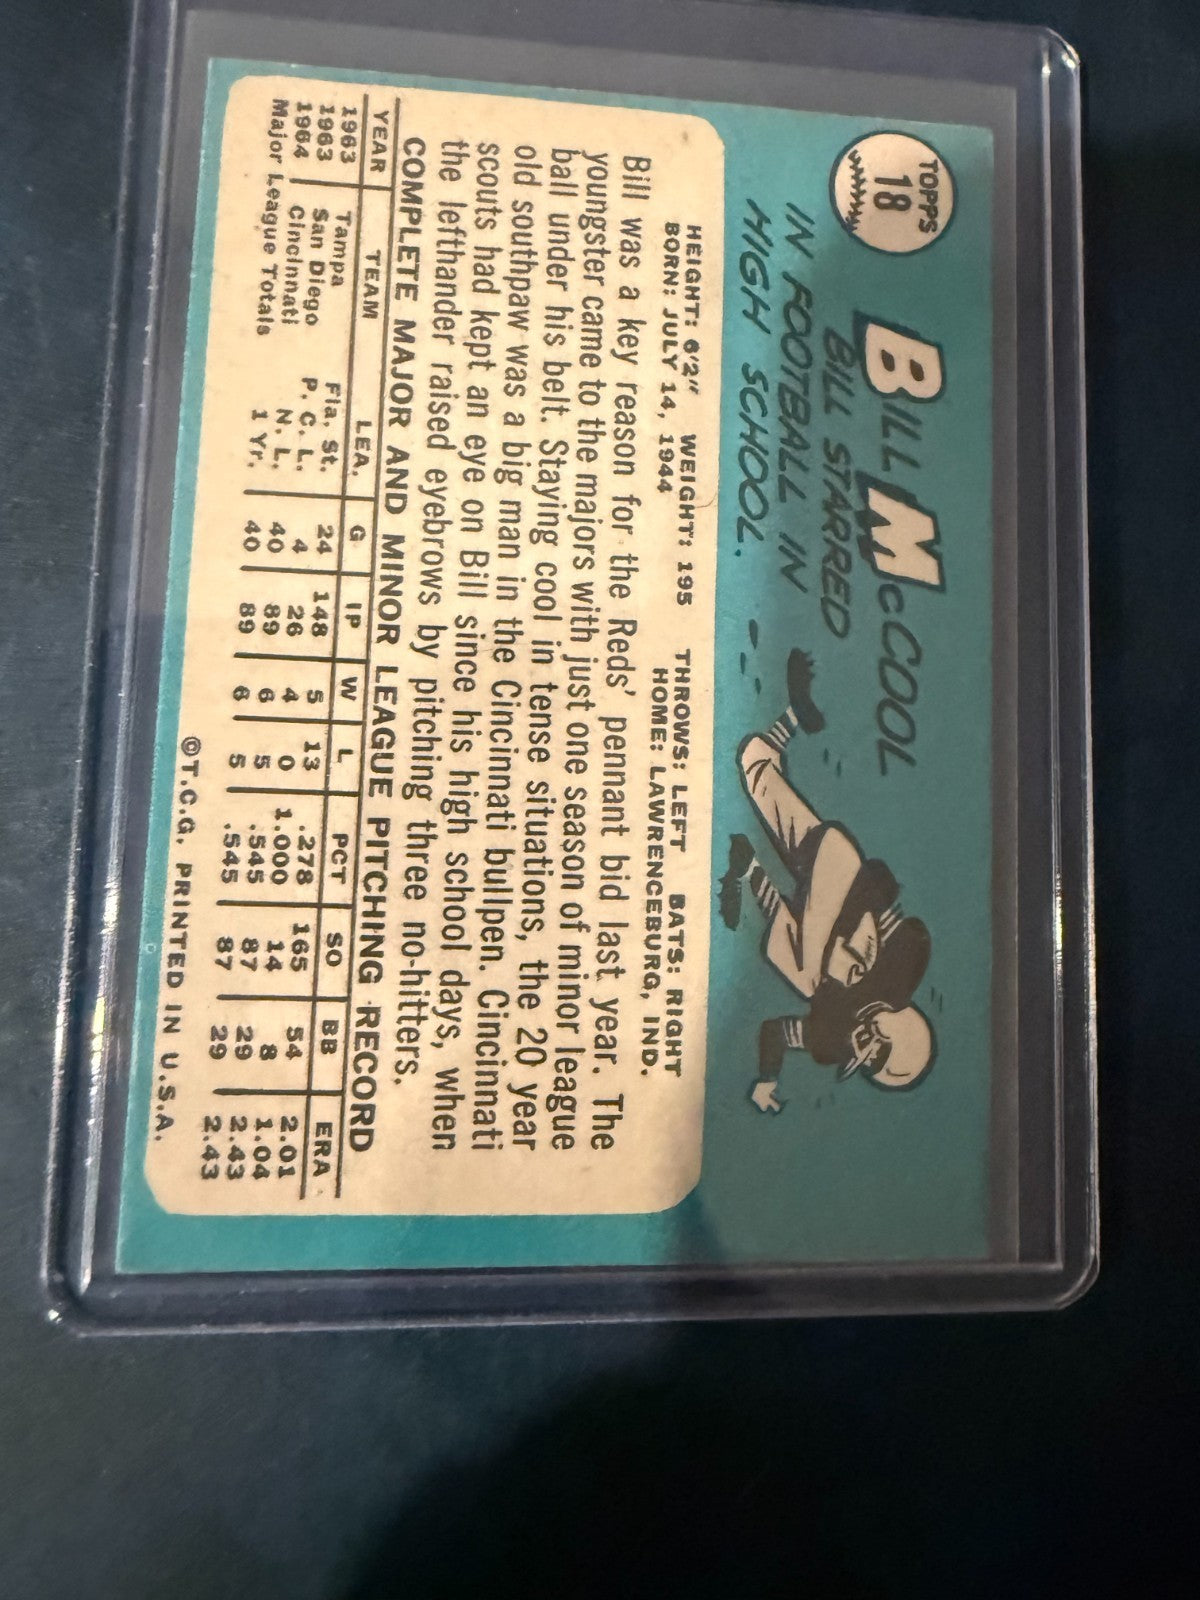 TOPPS
18
BILL McCOOL
BILL STARRED
IN FOOTBALL IN
HIGH SCHOOL.
HEIGHT: 6'2" WEIGHT: 195 THROWS: LEFT BATS: RIGHT
BORN: JULY 14, 1944 HOME: LAWRENCEBURG, IND.
Bill was a key reason for the Reds' pennant bid last year. The
youngster came to the majors with just one season of minor league
ball under his belt. Staying cool in tense situations, the 20 year
old southpaw was a big man in the Cincinnati bullpen. Cincinnati
scouts had kept an eye on Bill since his high school days, when
the lefthander raised eyebrows by pitching three no-hitters.
COMPLETE MAJOR AND MINOR LEAGUE PITCHING RECORD
YEAR TEAM LEA. G IP W L PCT SO BB ERA
1963 Tampa Fla. St. 24 148 5 13 .278 165 54 2.01
1963 San Diego P. C. L. 4 26 4 0 1.000 14 8 1.04
1964 Cincinnati N. L. 40 89 6 5 .545 87 29 2.43
Major League Totals 1 Yr. 40 89 6 5 .545 87 29 2.43
©T.C.G. PRINTED IN U.S.A.